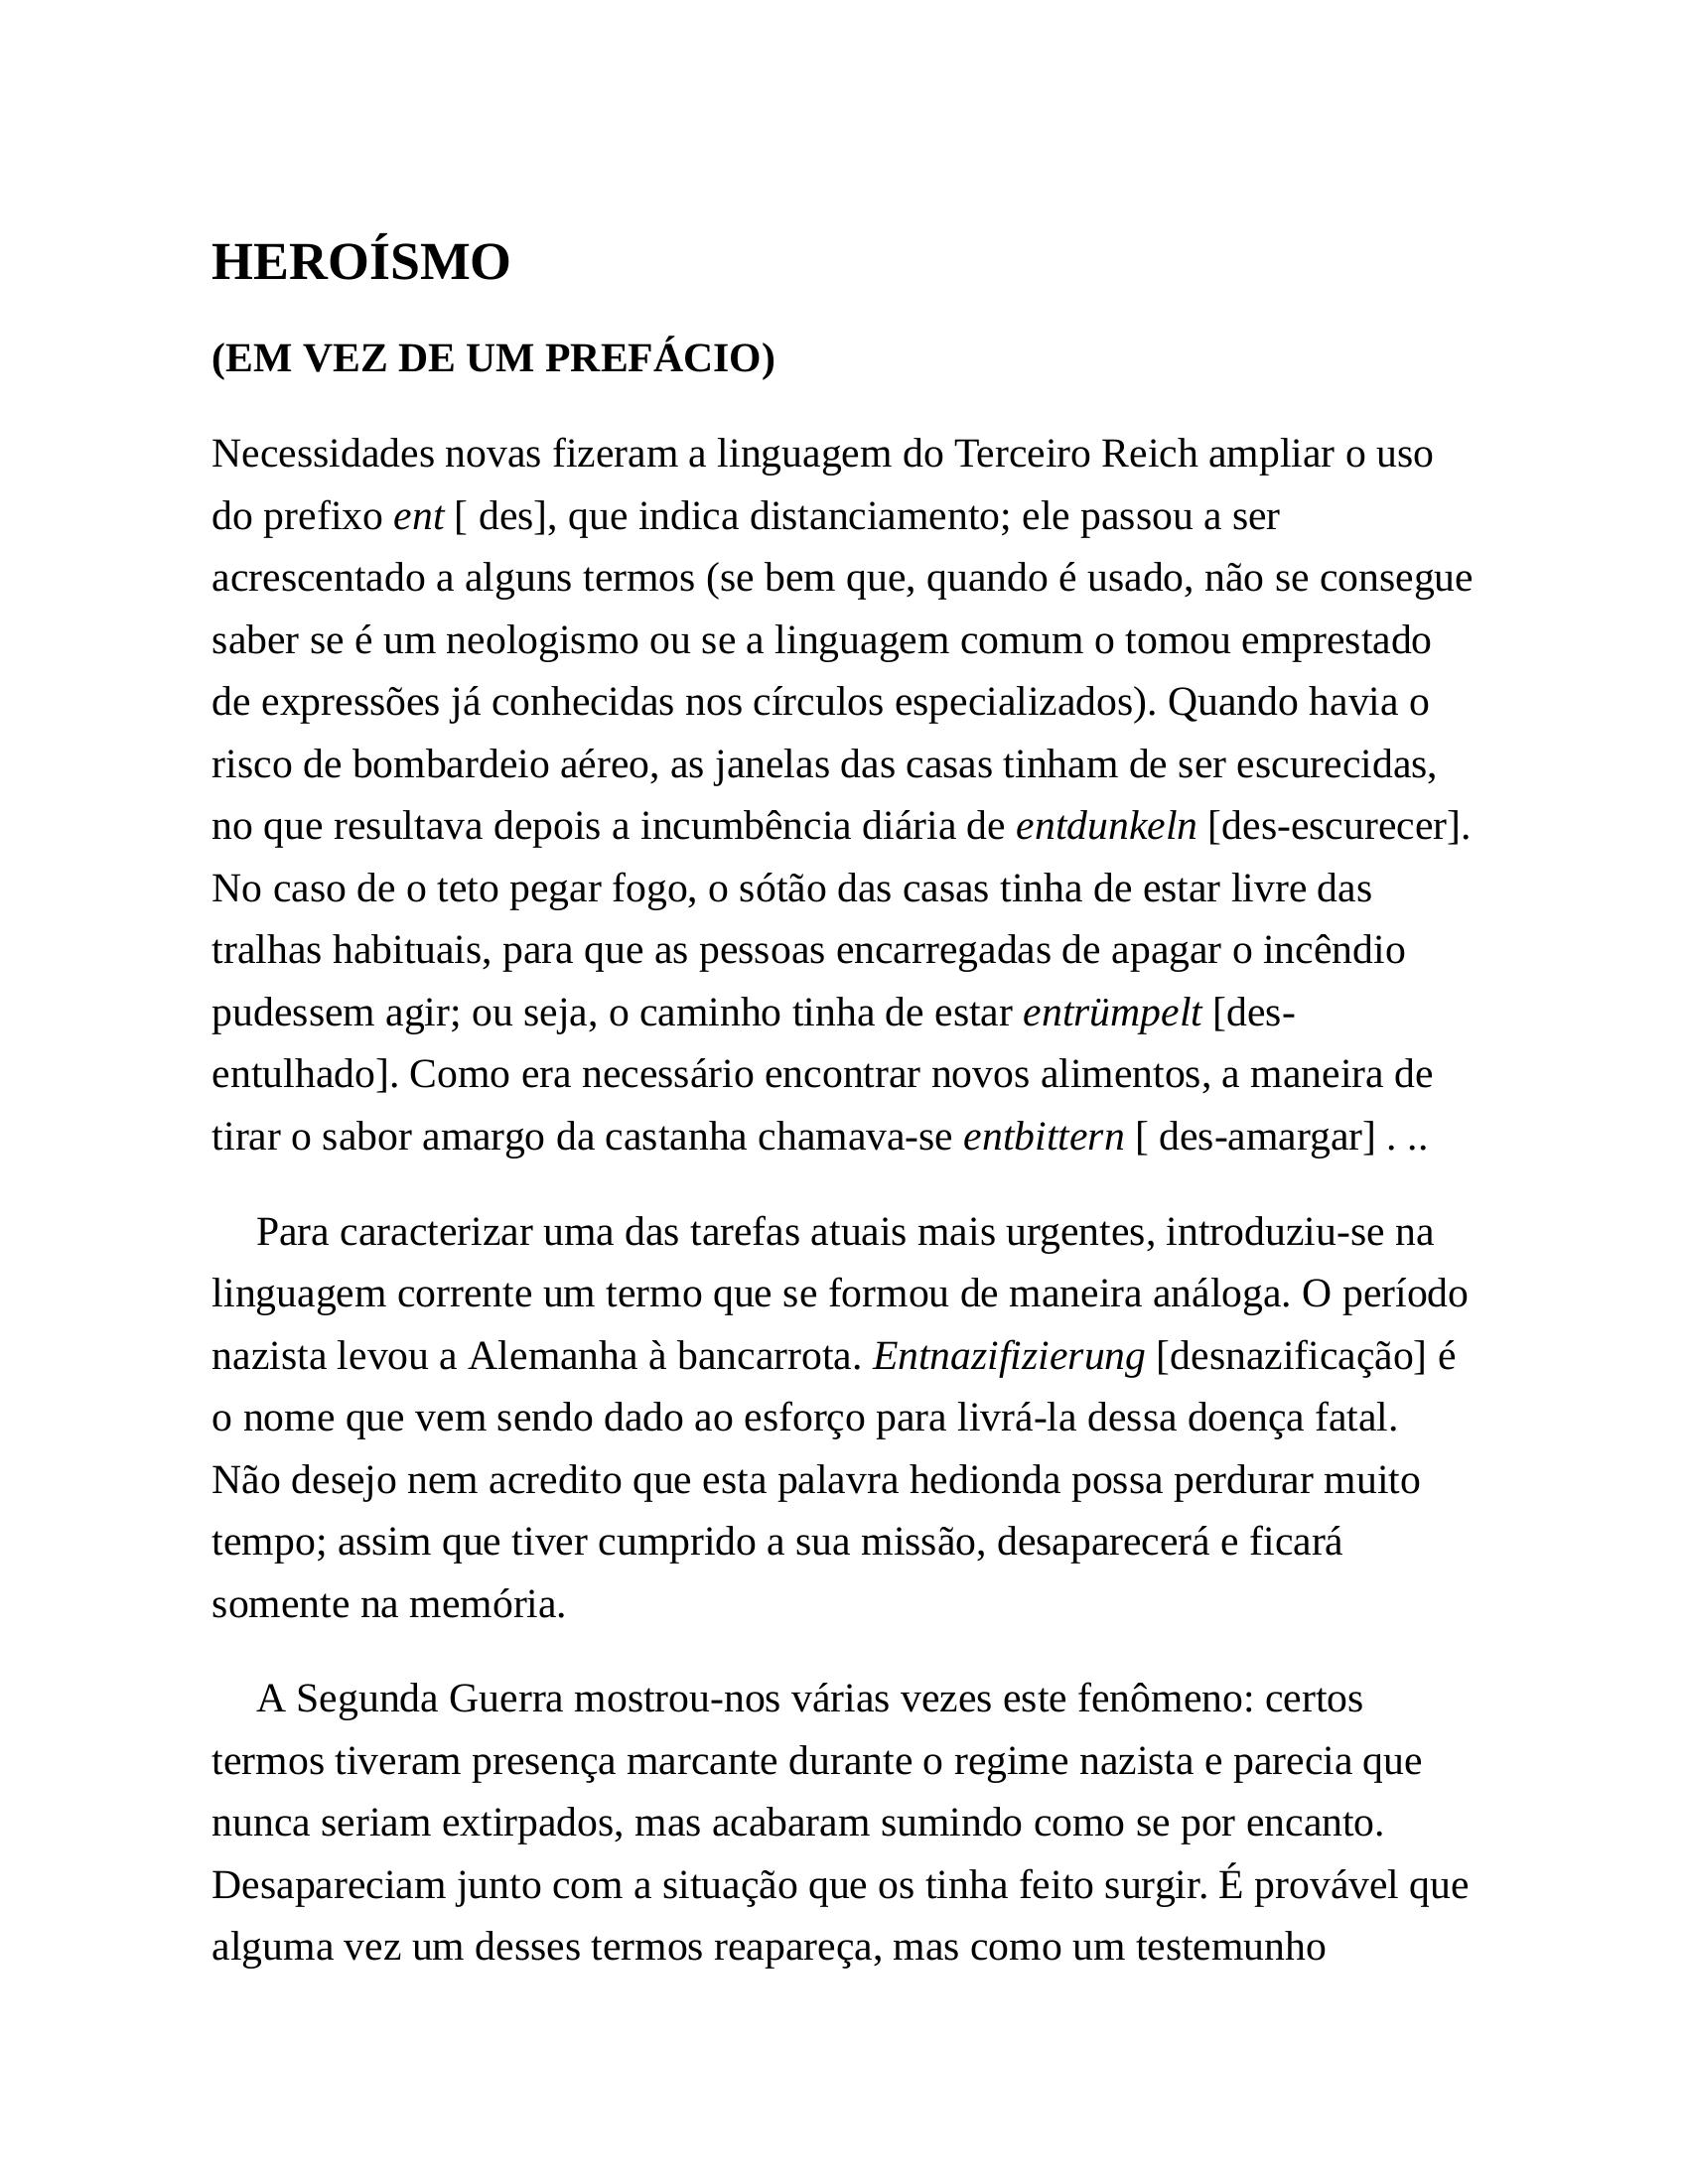 HEROÍSMO
(EM VEZ DE UM PREFÁCIO)
Necessidades novas fizeram a linguagem do Terceiro Reich ampliar o uso
do prefixo ent [ des], que indica distanciamento; ele passou a ser
acrescentado a alguns termos (se bem que, quando é usado, não se consegue
saber se é um neologismo ou se a linguagem comum o tomou emprestado
de expressões já conhecidas nos círculos especializados). Quando havia o
risco de bombardeio aéreo, as janelas das casas tinham de ser escurecidas,
no que resultava depois a incumbência diária de entdunkeln [des-escurecer].
No caso de o teto pegar fogo, o sótão das casas tinha de estar livre das
tralhas habituais, para que as pessoas encarregadas de apagar o incêndio
pudessem agir; ou seja, o caminho tinha de estar entrümpelt [des-
entulhado]. Como era necessário encontrar novos alimentos, a maneira de
tirar o sabor amargo da castanha chamava-se entbittern [ des-amargar] . ..
Para caracterizar uma das tarefas atuais mais urgentes, introduziu-se na
linguagem corrente um termo que se formou de maneira análoga. O período
nazista levou a Alemanha à bancarrota. Entnazifizierung [desnazificação] é
o nome que vem sendo dado ao esforço para livrá-la dessa doença fatal.
Não desejo nem acredito que esta palavra hedionda possa perdurar muito
tempo; assim que tiver cumprido a sua missão, desaparecerá e ficará
somente na memória.
A Segunda Guerra mostrou-nos várias vezes este fenômeno: certos
termos tiveram presença marcante durante o regime nazista e parecia que
nunca seriam extirpados, mas acabaram sumindo como se por encanto.
Desapareciam junto com a situação que os tinha feito surgir. É provável que
alguma vez um desses termos reapareça, mas como um testemunho